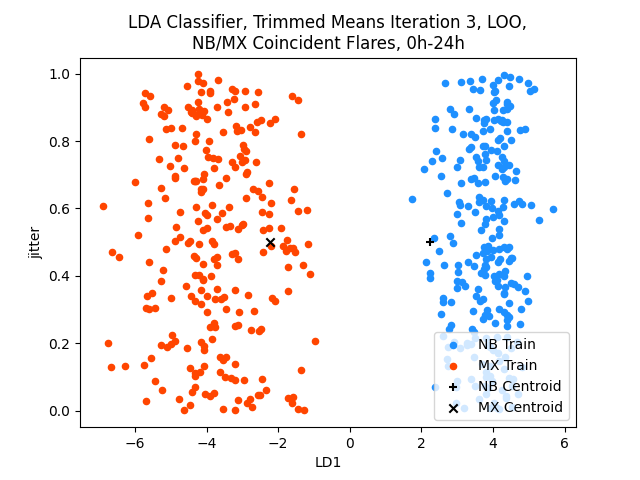 LDA Classifier, Trimmed Means Iteration 3, LOO,
NB/MX Coincident Flares, 0h-24h
1.0
0.8
0.6
0.4
0.2
0.0
jitter
NB Train
MX Train
NB Centroid
MX Centroid
−6
−4
−2
0
2
4
6
LD1